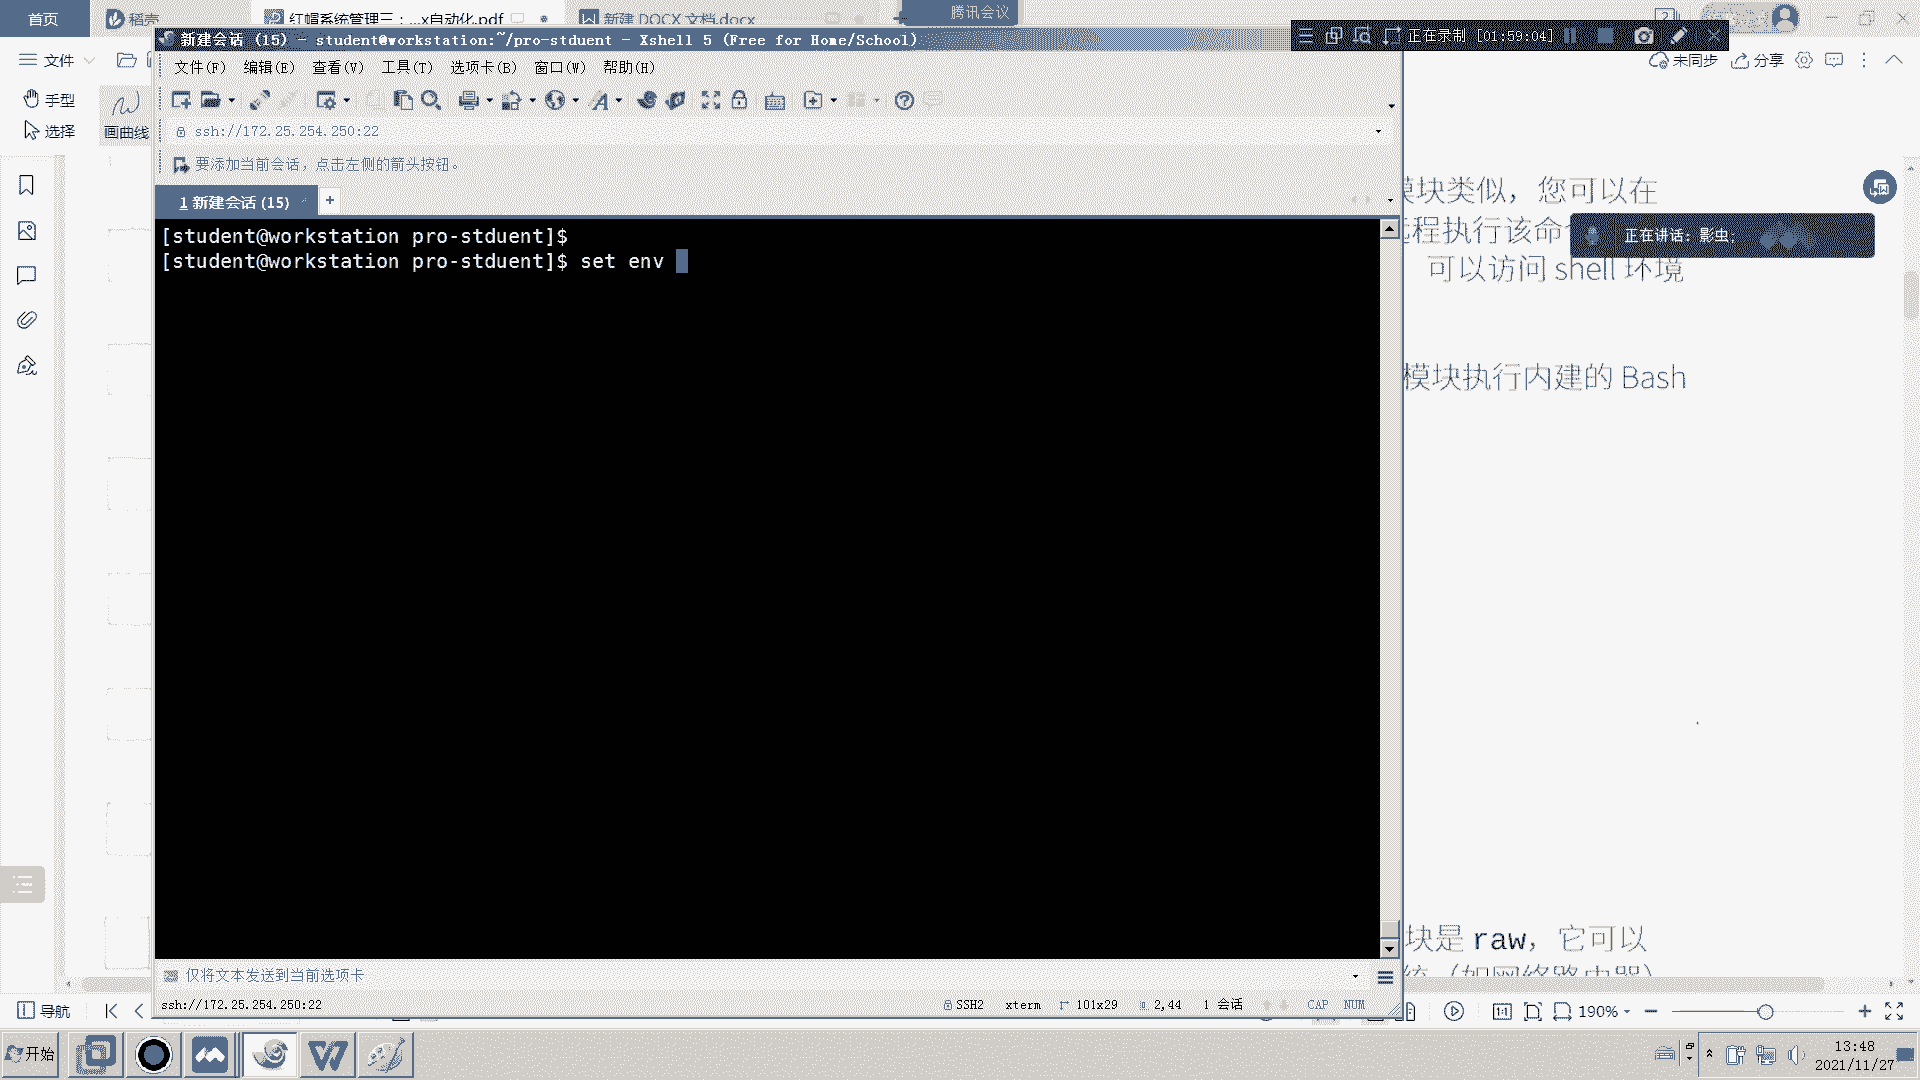 首页
稻壳
红帽系统管理三：...x自动化.pdf
新建 DOCX 文档.docx
腾讯会议
新建会话 (15) - student@workstation:~/pro-stduent - Xshell 5 (Free for Home/School)
正在录制 [01:59:04]
文件
文件(F) 编辑(E) 查看(V) 工具(T) 选项卡(B) 窗口(W) 帮助(H)
未同步
分享
手型
选择
画曲线
ssh://172.25.254.250:22
要添加当前会话，点击左侧的箭头按钮。
1 新建会话 (15)
模块类似，您可以在
远程执行该命
正在讲话: 影虫;
可以访问 shell 环境
[student@workstation pro-stduent]$
[student@workstation pro-stduent]$ set env
模块执行内建的 Bash
块是 raw，它可以
统（如网络路由器）
仅将文本发送到当前选项卡
ssh://172.25.254.250:22
SSH2
xterm
101x29
2,44
1 会话
CAP
NUM
导航
190%
开始
13:48
2021/11/27